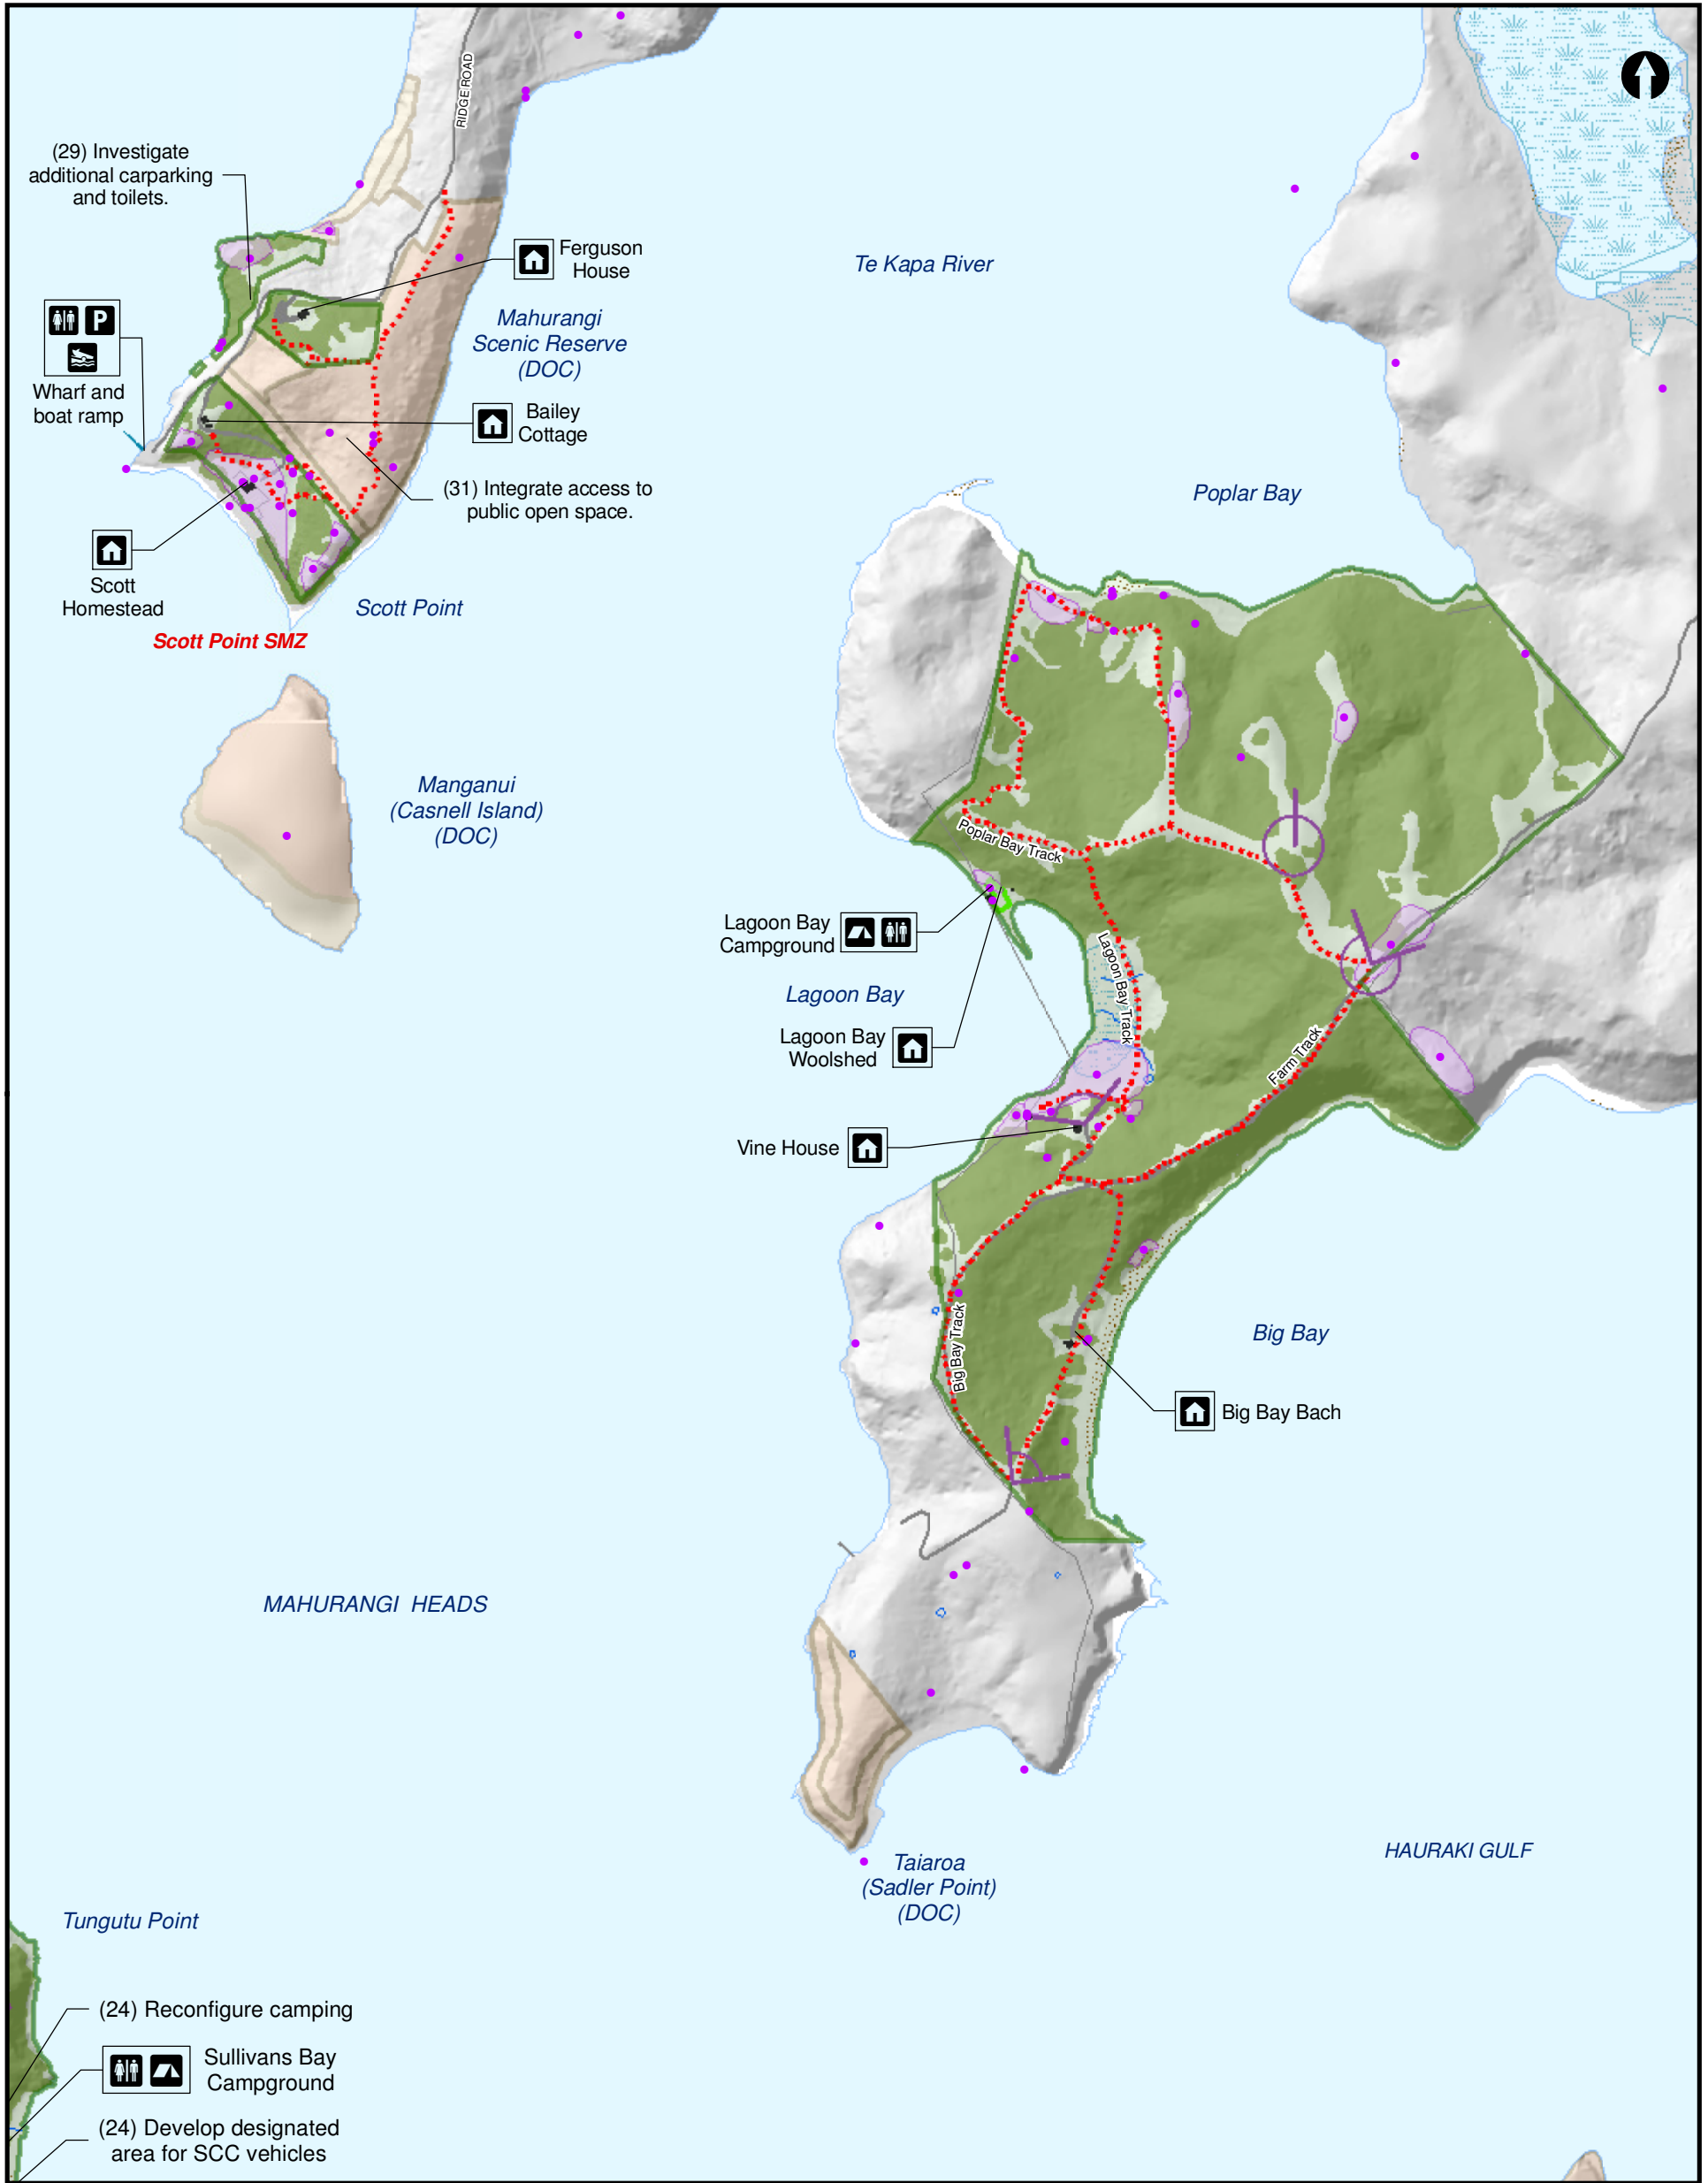 RIDGE ROAD
(29) Investigate
additional carparking
and toilets.
Ferguson
House
Te Kapa River
Mahurangi
Scenic Reserve
(DOC)
P
Wharf and
boat ramp
Bailey
Cottage
(31) Integrate access to
public open space.
Poplar Bay
Scott
Homestead
Scott Point
Scott Point SMZ
Manganui
(Casnell Island)
(DOC)
Poplar Bay Track
Lagoon Bay
Campground
Lagoon Bay Track
Lagoon Bay
Lagoon Bay
Woolshed
Farm Track
Vine House
Big Bay Track
Big Bay
Big Bay Bach
MAHURANGI HEADS
HAURAKI GULF
Taiaroa
(Sadler Point)
(DOC)
Tungutu Point
(24) Reconfigure camping
Sullivans Bay
Campground
(24) Develop designated
area for SCC vehicles